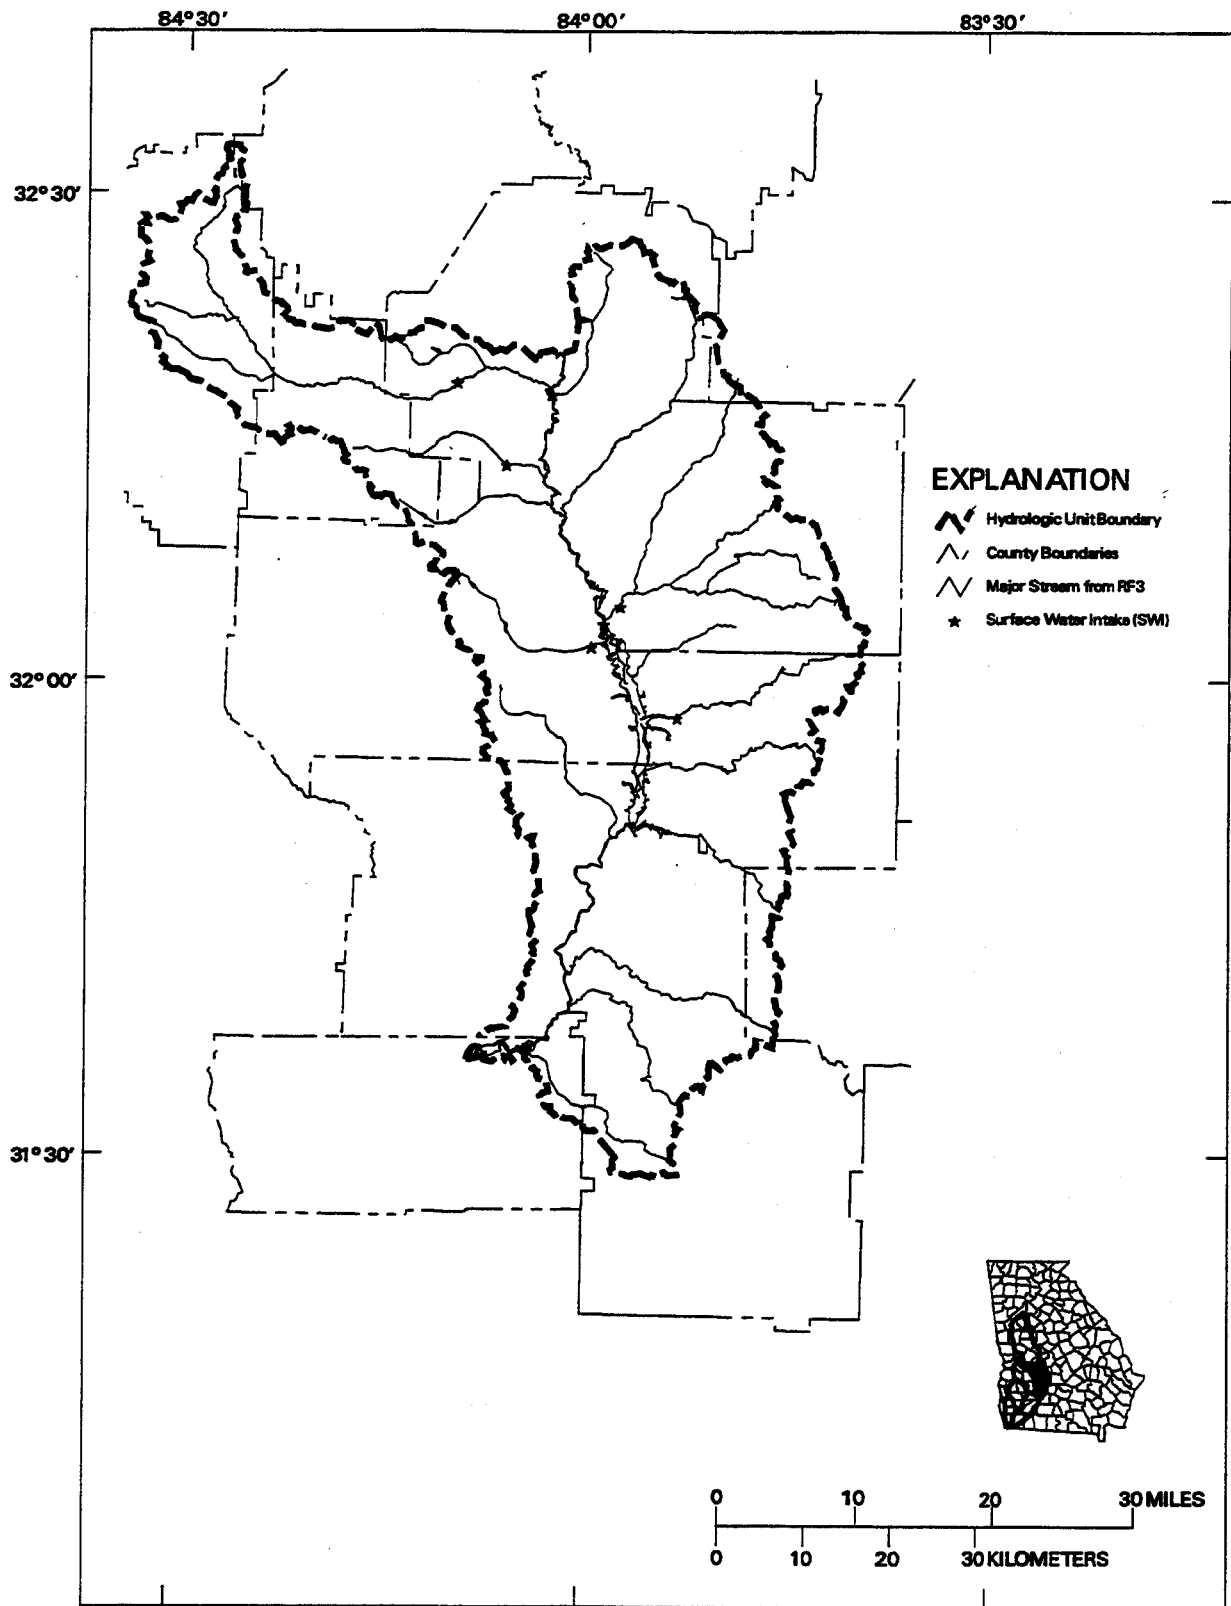 84°30′ 84°00′ 83°30′
32°30′
EXPLANATION
Hydrologic Unit Boundary
County Boundaries
Major Stream from RF3
Surface Water Intake (SWI)
32°00′
31°30′
0 10 20 30 MILES
0 10 20 30 KILOMETERS